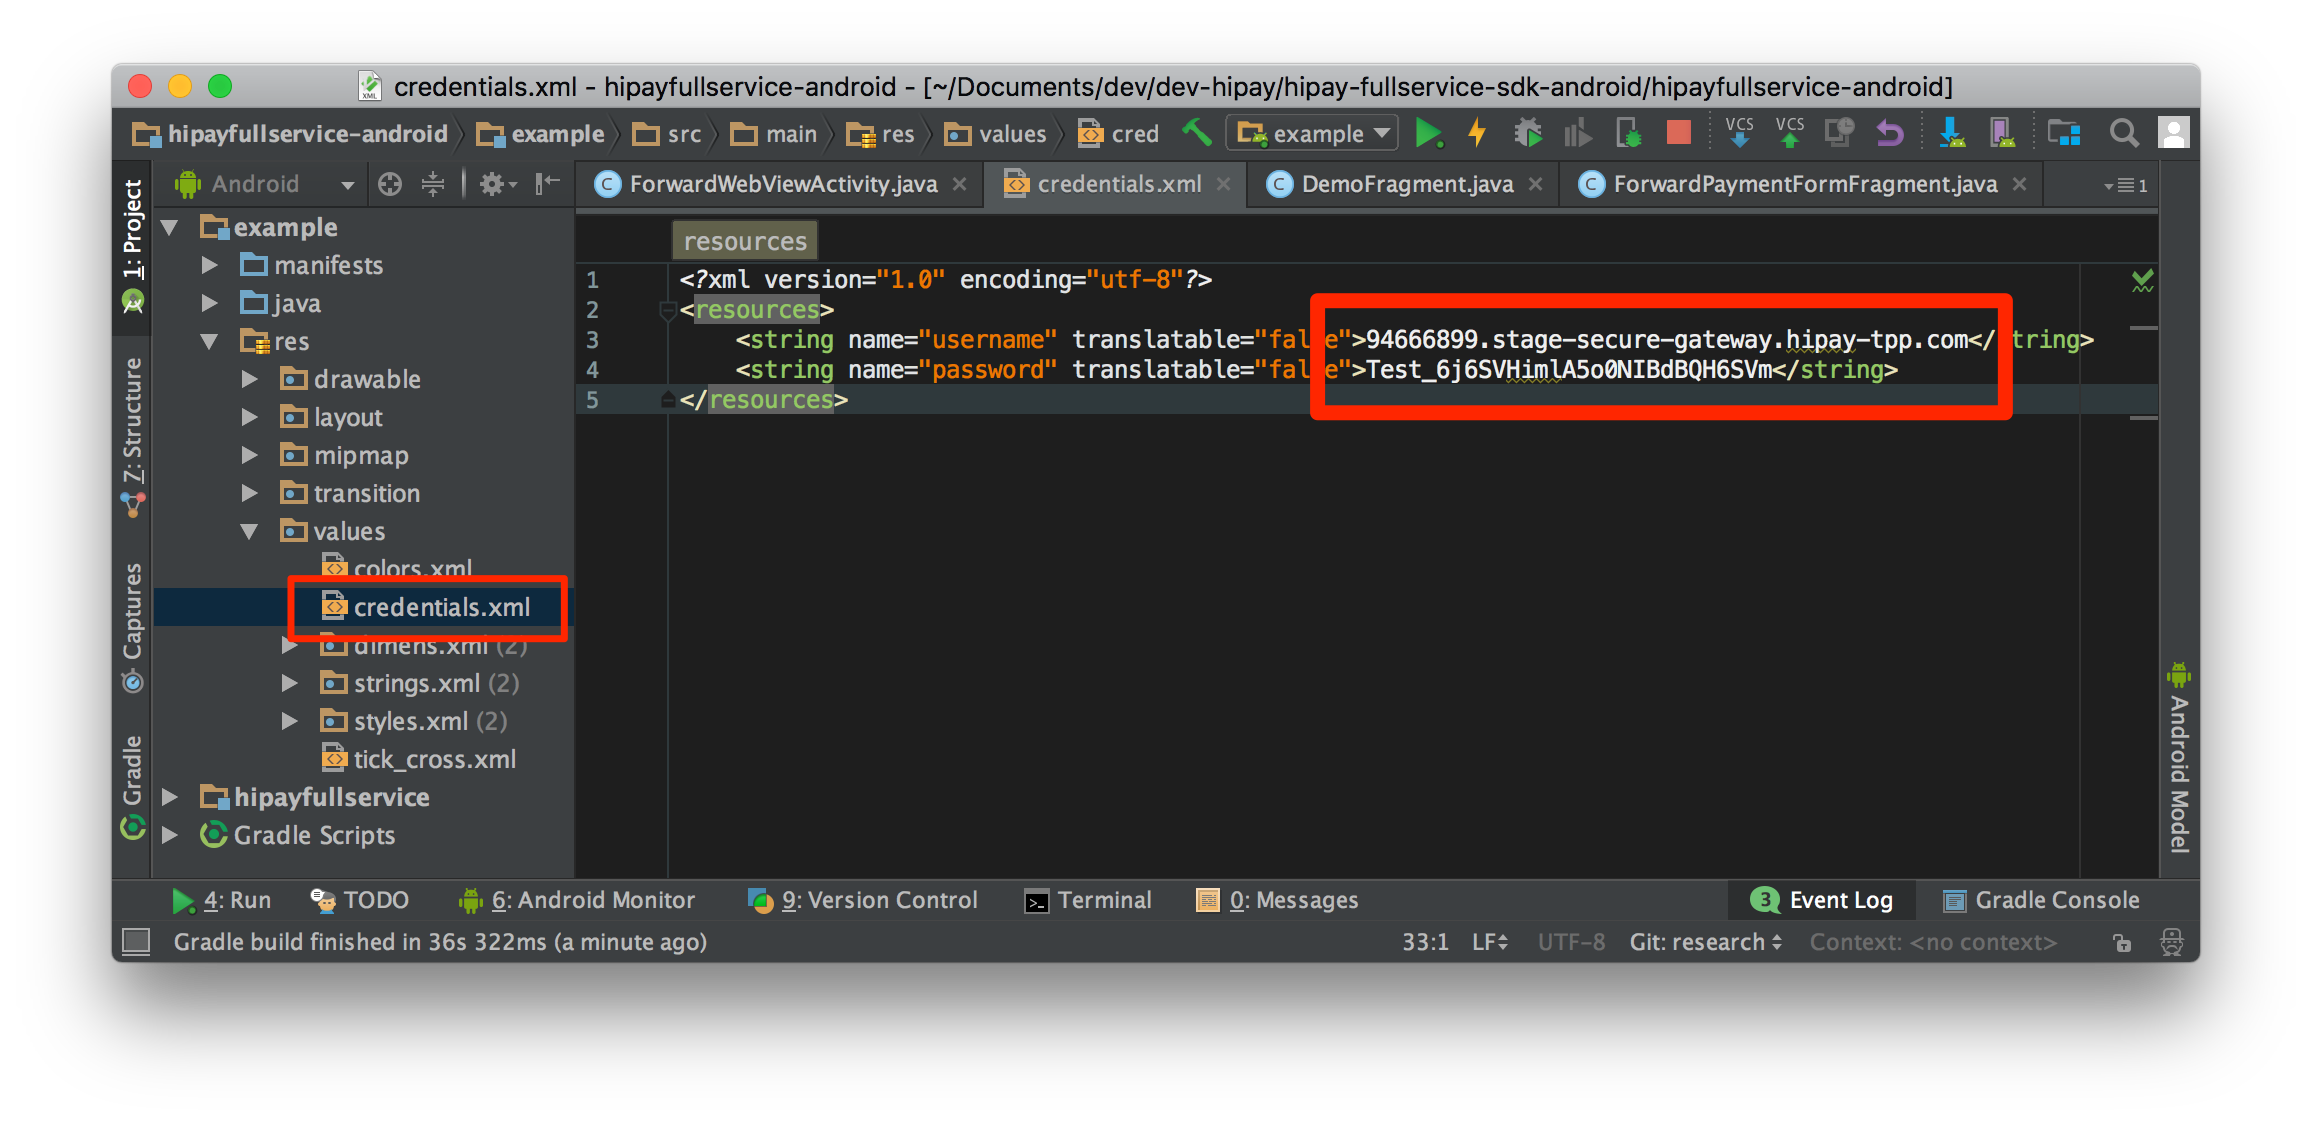 credentials.xml - hipayfullservice-android - [~/Documents/dev/dev-hipay/hipay-fullservice-sdk-android/hipayfullservice-android]
hipayfullservice-android example src main res values cred example VCS VCS
Android
ForwardWebViewActivity.java credentials.xml DemoFragment.java ForwardPaymentFormFragment.java 1
1: Project
7: Structure
Captures
Gradle
example
manifests
java
res
drawable
layout
mipmap
transition
values
colors.xml
credentials.xml
dimens.xml (2)
strings.xml (2)
styles.xml (2)
tick_cross.xml
hipayfullservice
Gradle Scripts
resources
1 <?xml version="1.0" encoding="utf-8"?>
2 <resources>
3 <string name="username" translatable="false">94666899.stage-secure-gateway.hipay-tpp.com</string>
4 <string name="password" translatable="false">Test_6j6SVHimlA5o0NIBdBQH6SVm</string>
5 </resources>
Android Model
4: Run TODO 6: Android Monitor 9: Version Control Terminal 0: Messages 3 Event Log Gradle Console
Gradle build finished in 36s 322ms (a minute ago) 33:1 LF UTF-8 Git: research Context: <no context>